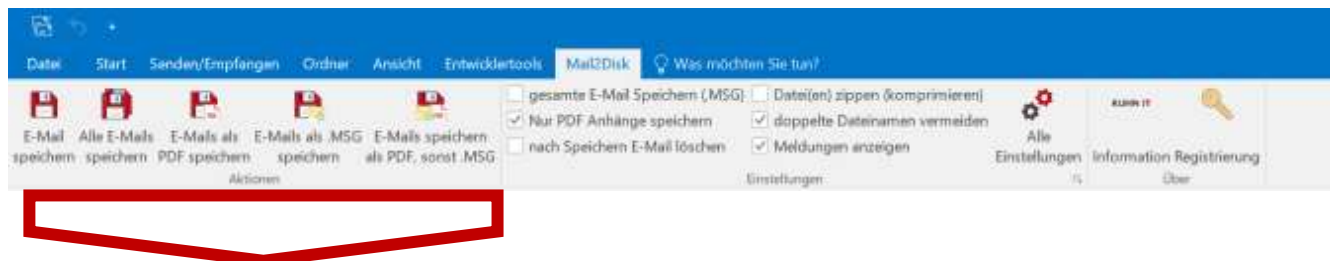 Datei Start Senden/Empfangen Ordner Ansicht Entwicklertools Mail2Disk Was möchten Sie tun?
E-Mail speichern
Alle E-Mails speichern
E-Mails als PDF speichern
E-Mails als .MSG speichern
E-Mails speichern als PDF, sonst .MSG
Aktionen
gesamte E-Mail Speichern (.MSG)
Nur PDF Anhänge speichern
nach Speichern E-Mail löschen
Datei(en) zippen (komprimieren)
doppelte Dateinamen vermeiden
Meldungen anzeigen
Alle Einstellungen
Einstellungen
KUHN IT
Information
Registrierung
Über